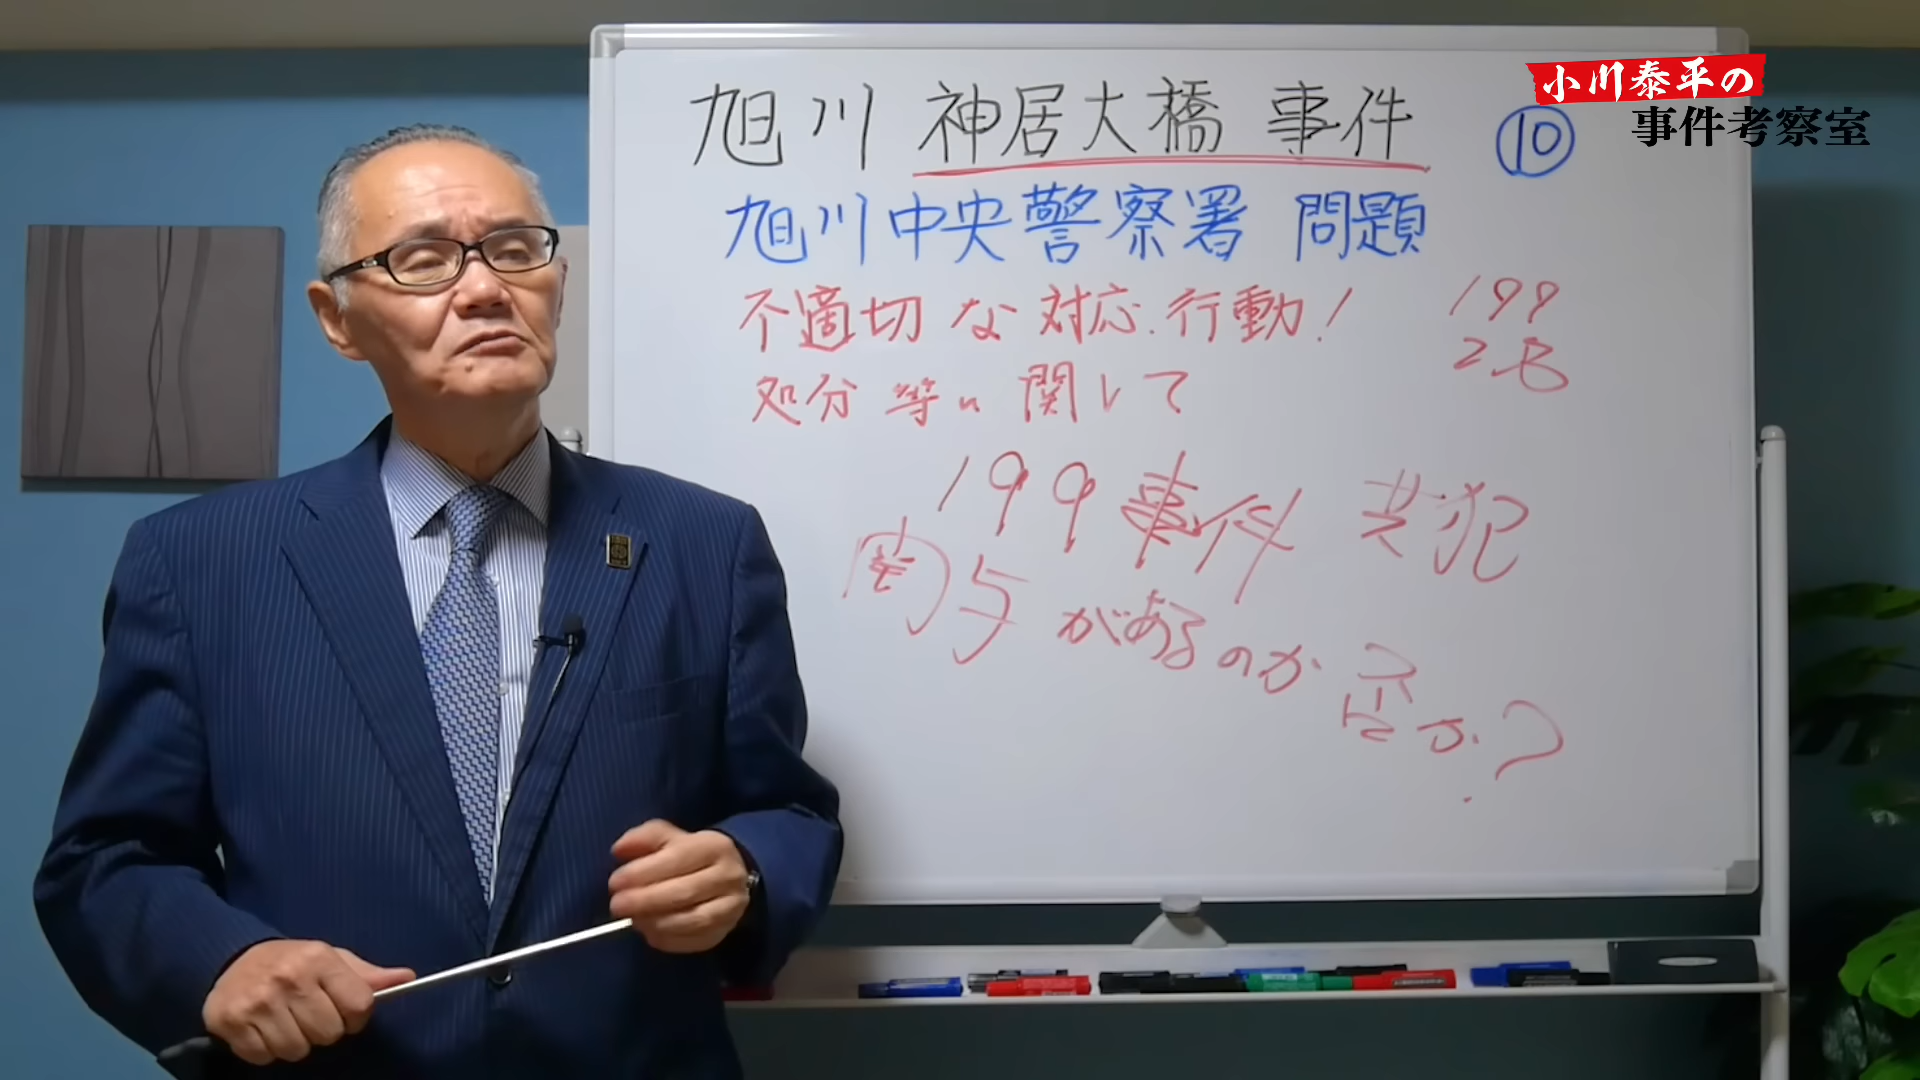 小川泰平の
事件考察室
旭川 神居大橋 事件 ⑩
旭川中央警察署 問題
不適切な対応.行動!
処分等に関して
199
199事件 共犯
関与があるのか否か?